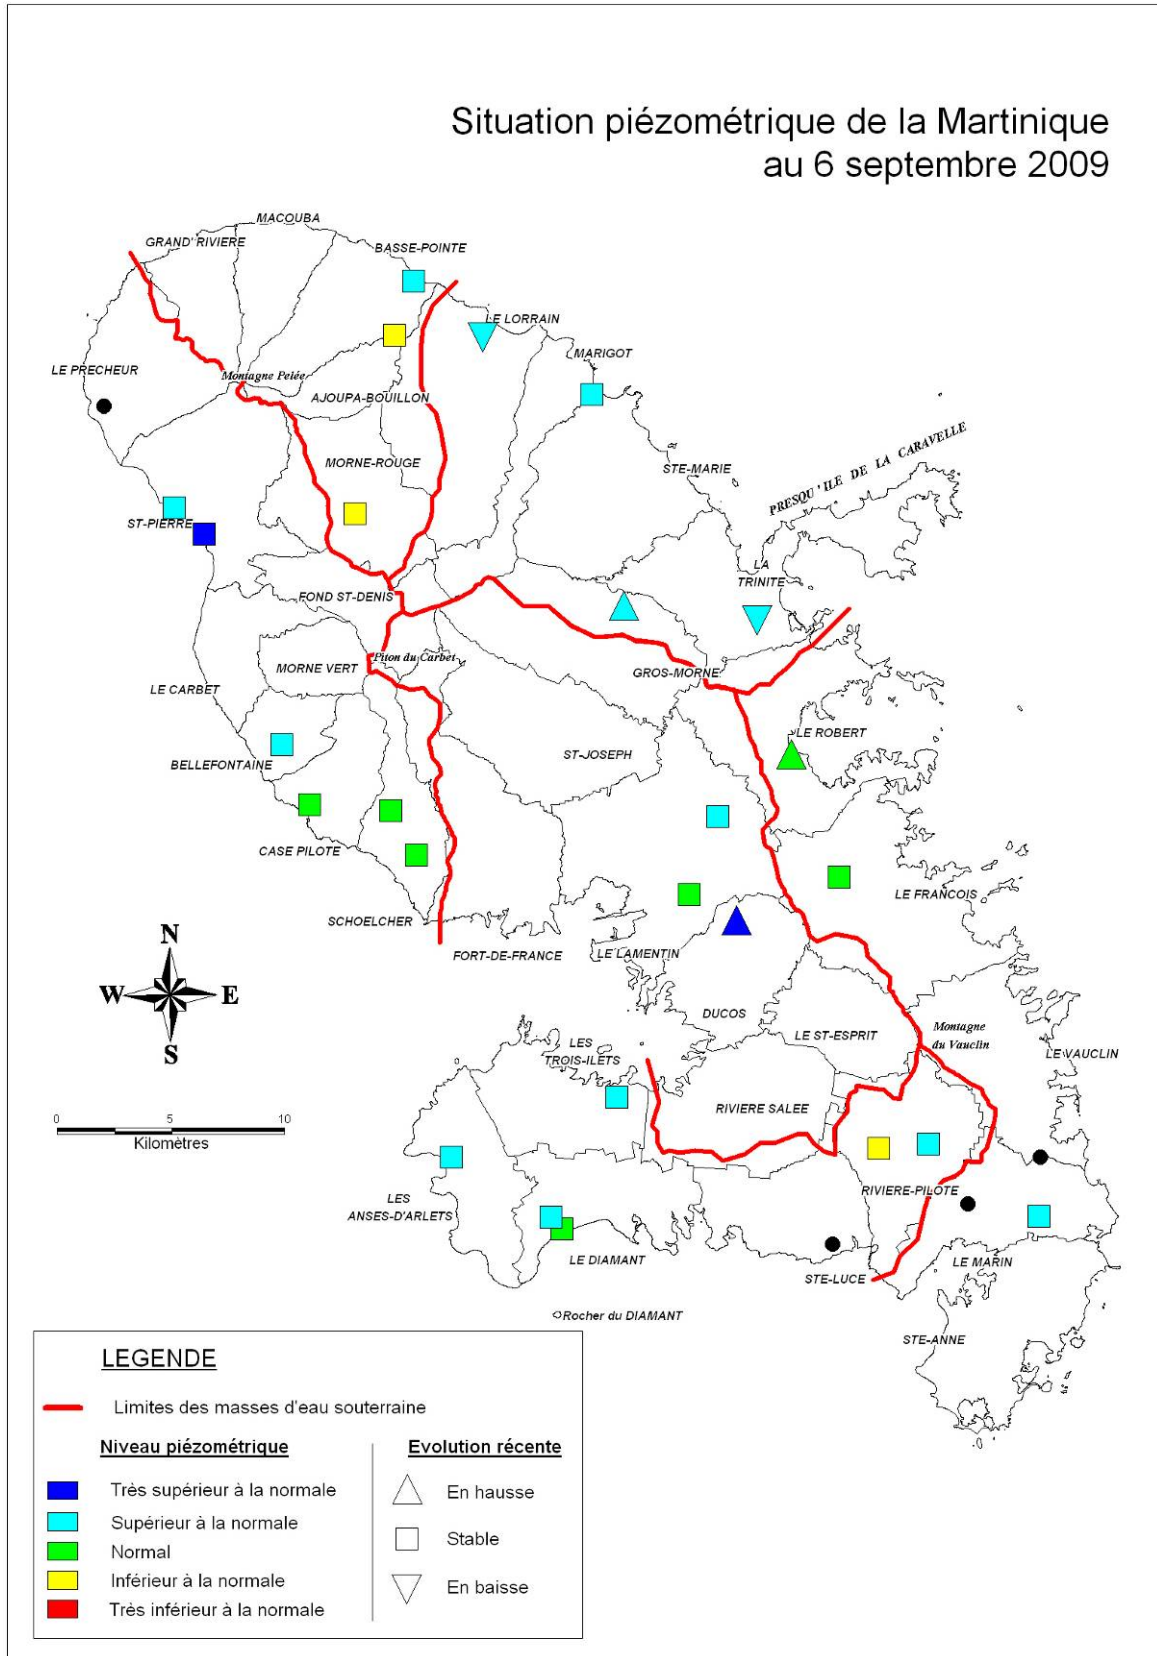 Situation piézométrique de la Martinique
au 6 septembre 2009
MACOUBA
GRAND' RIVIERE
BASSE-POINTE
LE LORRAIN
MARIGOT
LE PRECHEUR
Montagne Pelée
AJOUPA-BOUILLON
MORNE-ROUGE
STE-MARIE
PRESQU'ILE DE LA CARAVELLE
ST-PIERRE
LA
TRINITE
FOND ST-DENIS
Piton du Carbet
MORNE VERT
GROS-MORNE
LE CARBET
LE ROBERT
ST-JOSEPH
BELLEFONTAINE
CASE PILOTE
LE FRANCOIS
SCHOELCHER
FORT-DE-FRANCE
LE LAMENTIN
N
W E
S
DUCOS
LE ST-ESPRIT
Montagne
du Vauclin
LES
TROIS-ILETS
LE VAUCLIN
0 5 10
Kilomètres
RIVIERE SALEE
RIVIERE-PILOTE
LES
ANSES-D'ARLETS
LE DIAMANT
STE-LUCE
LE MARIN
Rocher du DIAMANT
STE-ANNE
LEGENDE
Limites des masses d'eau souterraine
Niveau piézométrique
Evolution récente
Très supérieur à la normale
En hausse
Supérieur à la normale
Stable
Normal
Inférieur à la normale
En baisse
Très inférieur à la normale